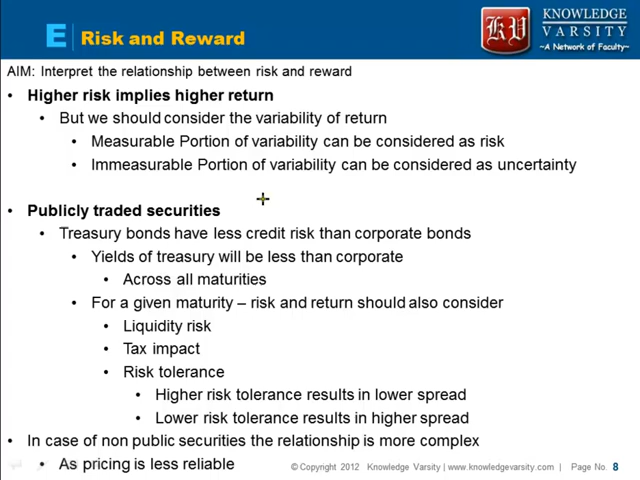 E Risk and Reward
KV
KNOWLEDGE
VARSITY
~A Network of Faculty~
AIM: Interpret the relationship between risk and reward
• Higher risk implies higher return
• But we should consider the variability of return
• Measurable Portion of variability can be considered as risk
• Immeasurable Portion of variability can be considered as uncertainty
• Publicly traded securities
• Treasury bonds have less credit risk than corporate bonds
• Yields of treasury will be less than corporate
• Across all maturities
• For a given maturity – risk and return should also consider
• Liquidity risk
• Tax impact
• Risk tolerance
• Higher risk tolerance results in lower spread
• Lower risk tolerance results in higher spread
• In case of non public securities the relationship is more complex
• As pricing is less reliable
© Copyright 2012 Knowledge Varsity | www.knowledgevarsity.com | Page No. 8